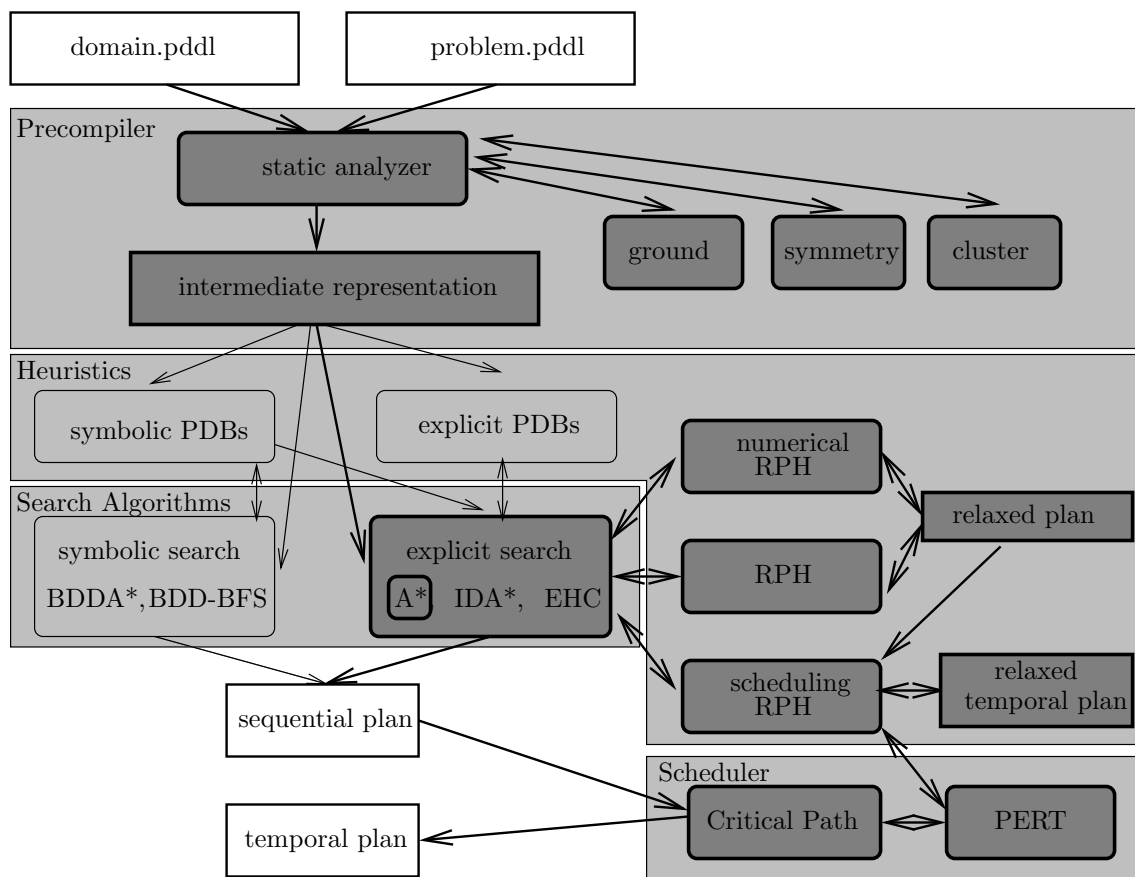 domain.pddl
problem.pddl
Precompiler
static analyzer
ground
symmetry
cluster
intermediate representation
Heuristics
symbolic PDBs
explicit PDBs
numerical
RPH
relaxed plan
Search Algorithms
symbolic search
BDDA*, BDD-BFS
explicit search
A*, IDA*, EHC
RPH
scheduling
RPH
relaxed
temporal plan
sequential plan
Scheduler
Critical Path
PERT
temporal plan